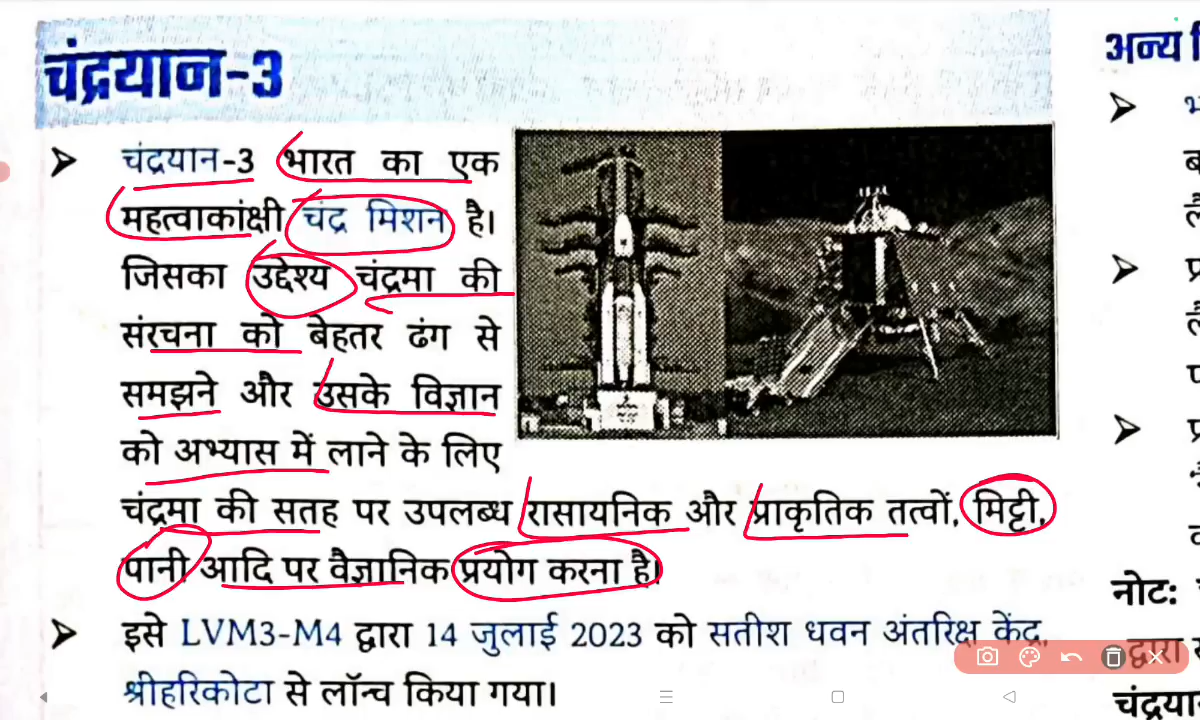 चंद्रयान-3
➤ चंद्रयान-3 भारत का एक
महत्वाकांक्षी चंद्र मिशन है।
जिसका उद्देश्य चंद्रमा की
संरचना को बेहतर ढंग से
समझने और उसके विज्ञान
को अभ्यास में लाने के लिए
चंद्रमा की सतह पर उपलब्ध रासायनिक और प्राकृतिक तत्वों, मिट्टी,
पानी आदि पर वैज्ञानिक प्रयोग करना है।
➤ इसे LVM3-M4 द्वारा 14 जुलाई 2023 को सतीश धवन अंतरिक्ष केंद्र,
श्रीहरिकोटा से लॉन्च किया गया।
अन्य
नोट:
द्वारा